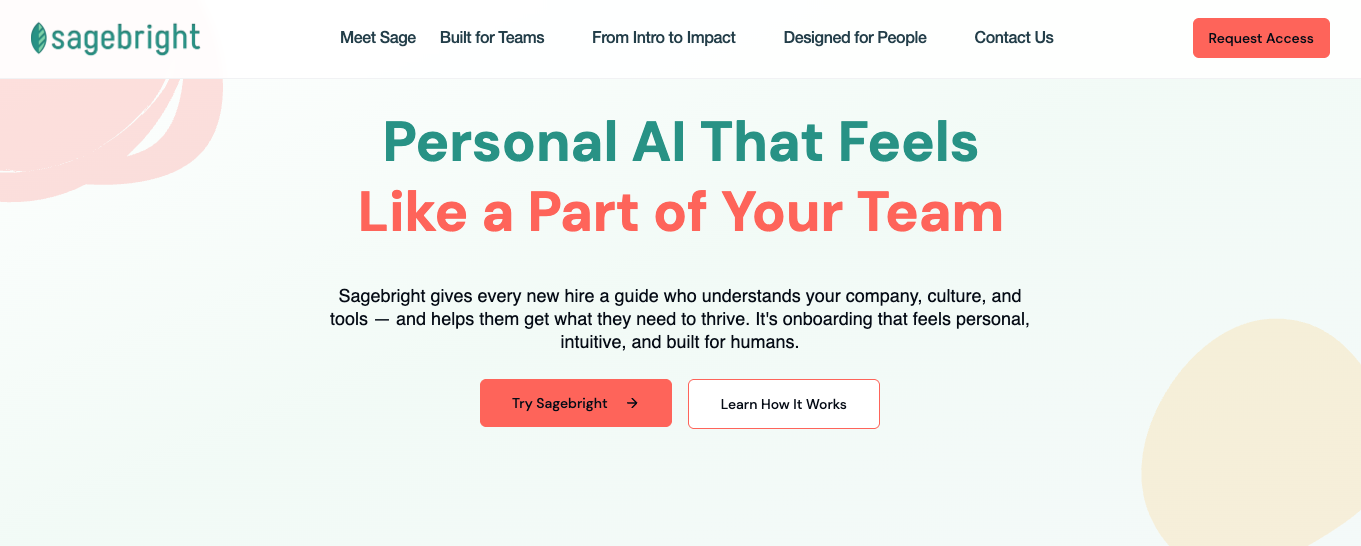 sagebright
Meet Sage
Built for Teams
From Intro to Impact
Designed for People
Contact Us
Request Access
Personal AI That Feels
Like a Part of Your Team
Sagebright gives every new hire a guide who understands your company, culture, and
tools — and helps them get what they need to thrive. It's onboarding that feels personal,
intuitive, and built for humans.
Try Sagebright →
Learn How It Works